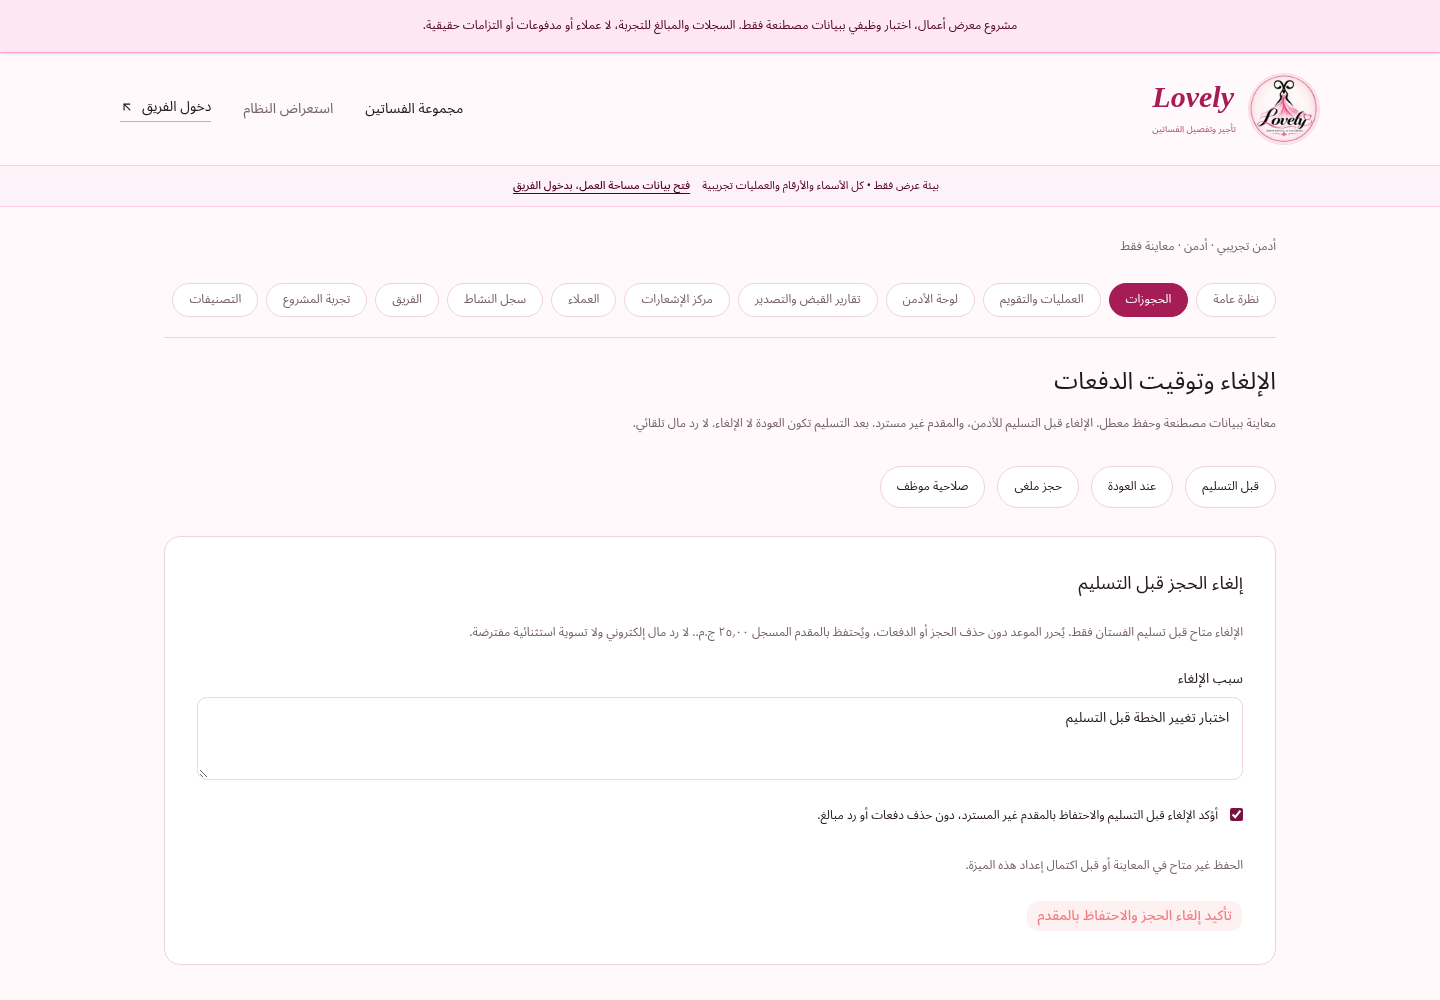 مشروع معرض أعمال، اختبار وظيفي ببيانات مصطنعة فقط. السجلات والمبالغ للتجربة، لا عملاء أو مدفوعات أو التزامات حقيقية.
Lovely
Lovely
تأجير وتفصيل الفساتين
مجموعة الفساتين
استعراض النظام
دخول الفريق
بيئة عرض فقط • كل الأسماء والأرقام والعمليات تجريبية فتح بيانات مساحة العمل، بدخول الفريق
أدمن تجريبي · أدمن · معاينة فقط
نظرة عامة
الحجوزات
العمليات والتقويم
لوحة الأدمن
تقارير القبض والتصدير
مركز الإشعارات
العملاء
سجل النشاط
الفريق
تجربة المشروع
التصنيفات
الإلغاء وتوقيت الدفعات
معاينة ببيانات مصطنعة وحفظ معطل. الإلغاء قبل التسليم للأدمن، والمقدم غير مسترد. بعد التسليم تكون العودة لا الإلغاء. لا رد مال تلقائي.
قبل التسليم
عند العودة
حجز ملغى
صلاحية موظف
إلغاء الحجز قبل التسليم
الإلغاء متاح قبل تسليم الفستان فقط. يُحرر الموعد دون حذف الحجز أو الدفعات، ويُحتفظ بالمقدم المسجل ٢٥٫٠٠ ج.م.. لا رد مال إلكتروني ولا تسوية استثنائية مفترضة.
سبب الإلغاء
اختبار تغيير الخطة قبل التسليم
أؤكد الإلغاء قبل التسليم والاحتفاظ بالمقدم غير المسترد، دون حذف دفعات أو رد مبالغ.
الحفظ غير متاح في المعاينة أو قبل اكتمال إعداد هذه الميزة.
تأكيد إلغاء الحجز والاحتفاظ بالمقدم